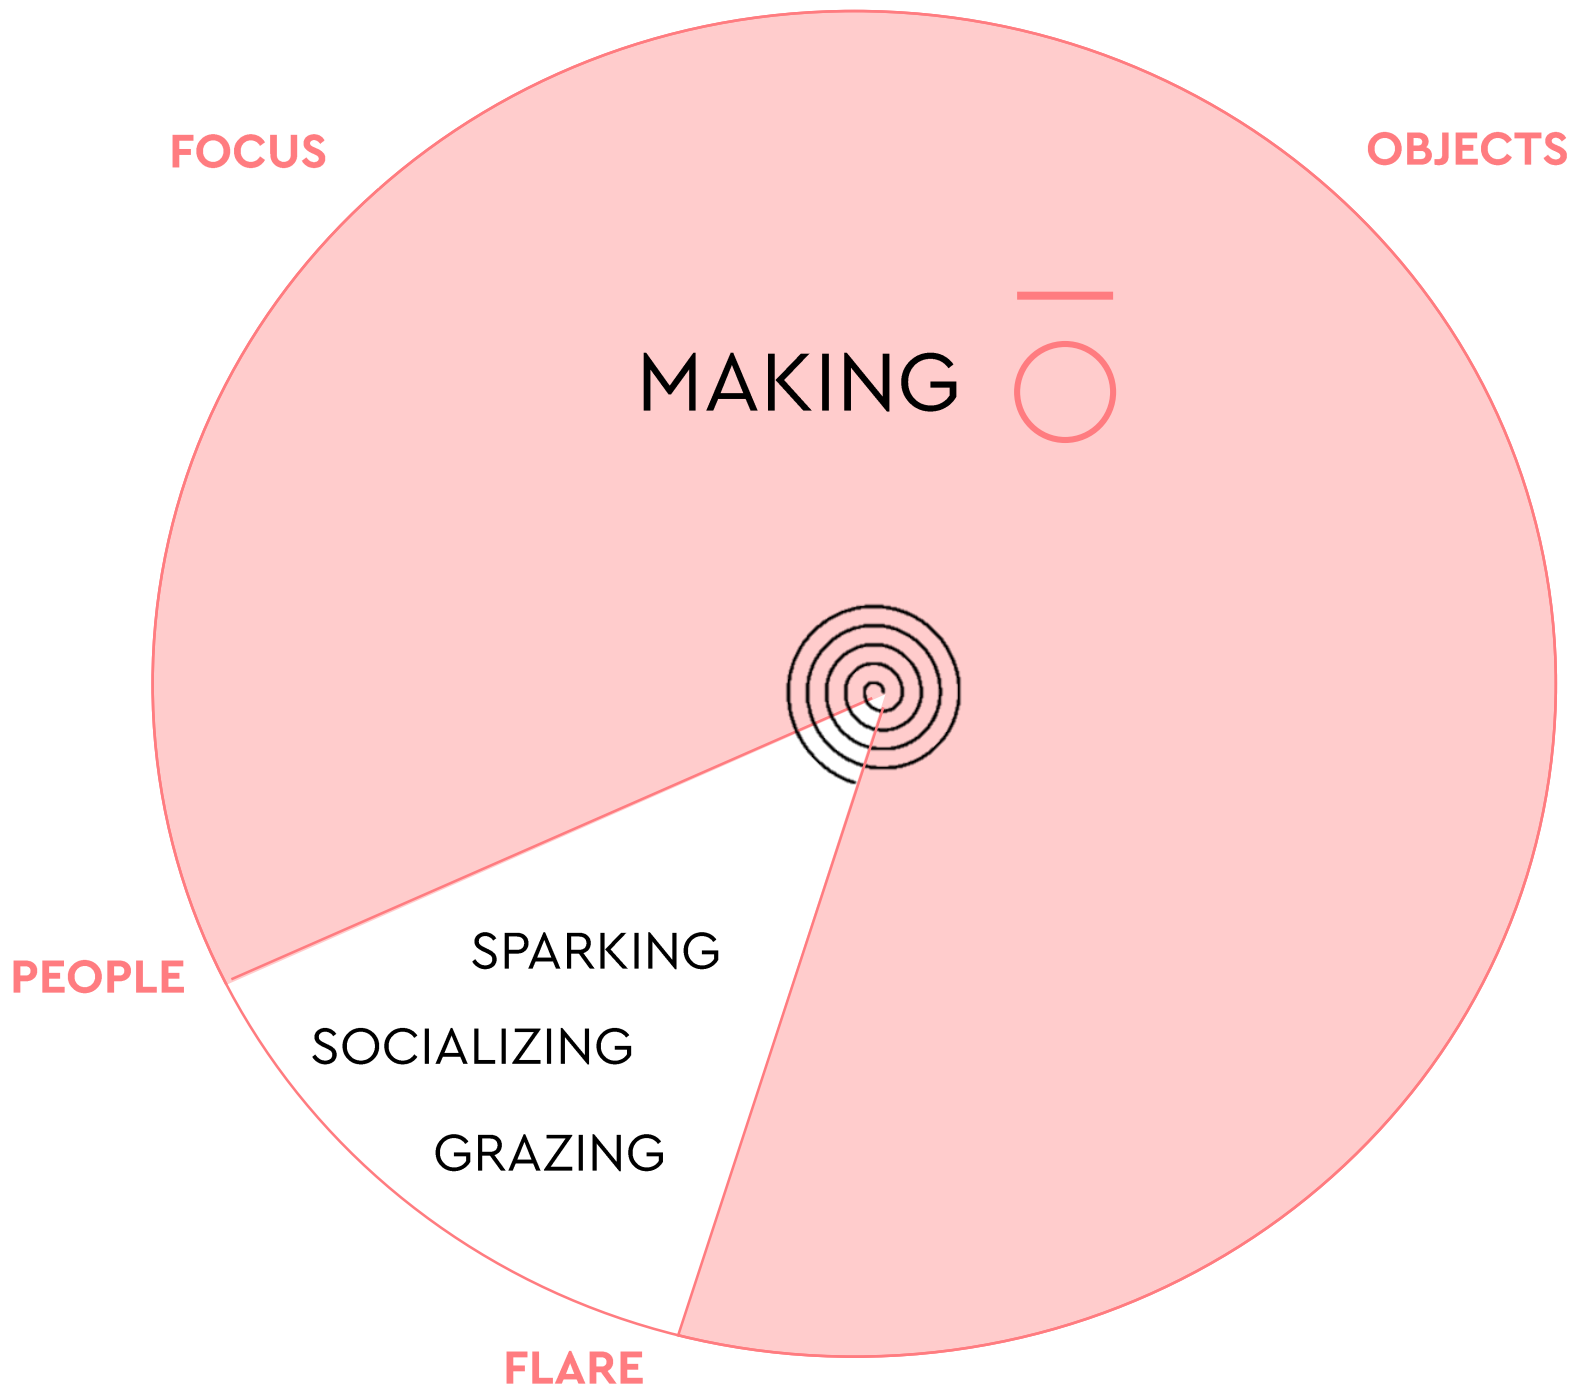 FOCUS
OBJECTS
MAKING
SPARKING
PEOPLE
SOCIALIZING
GRAZING
FLARE